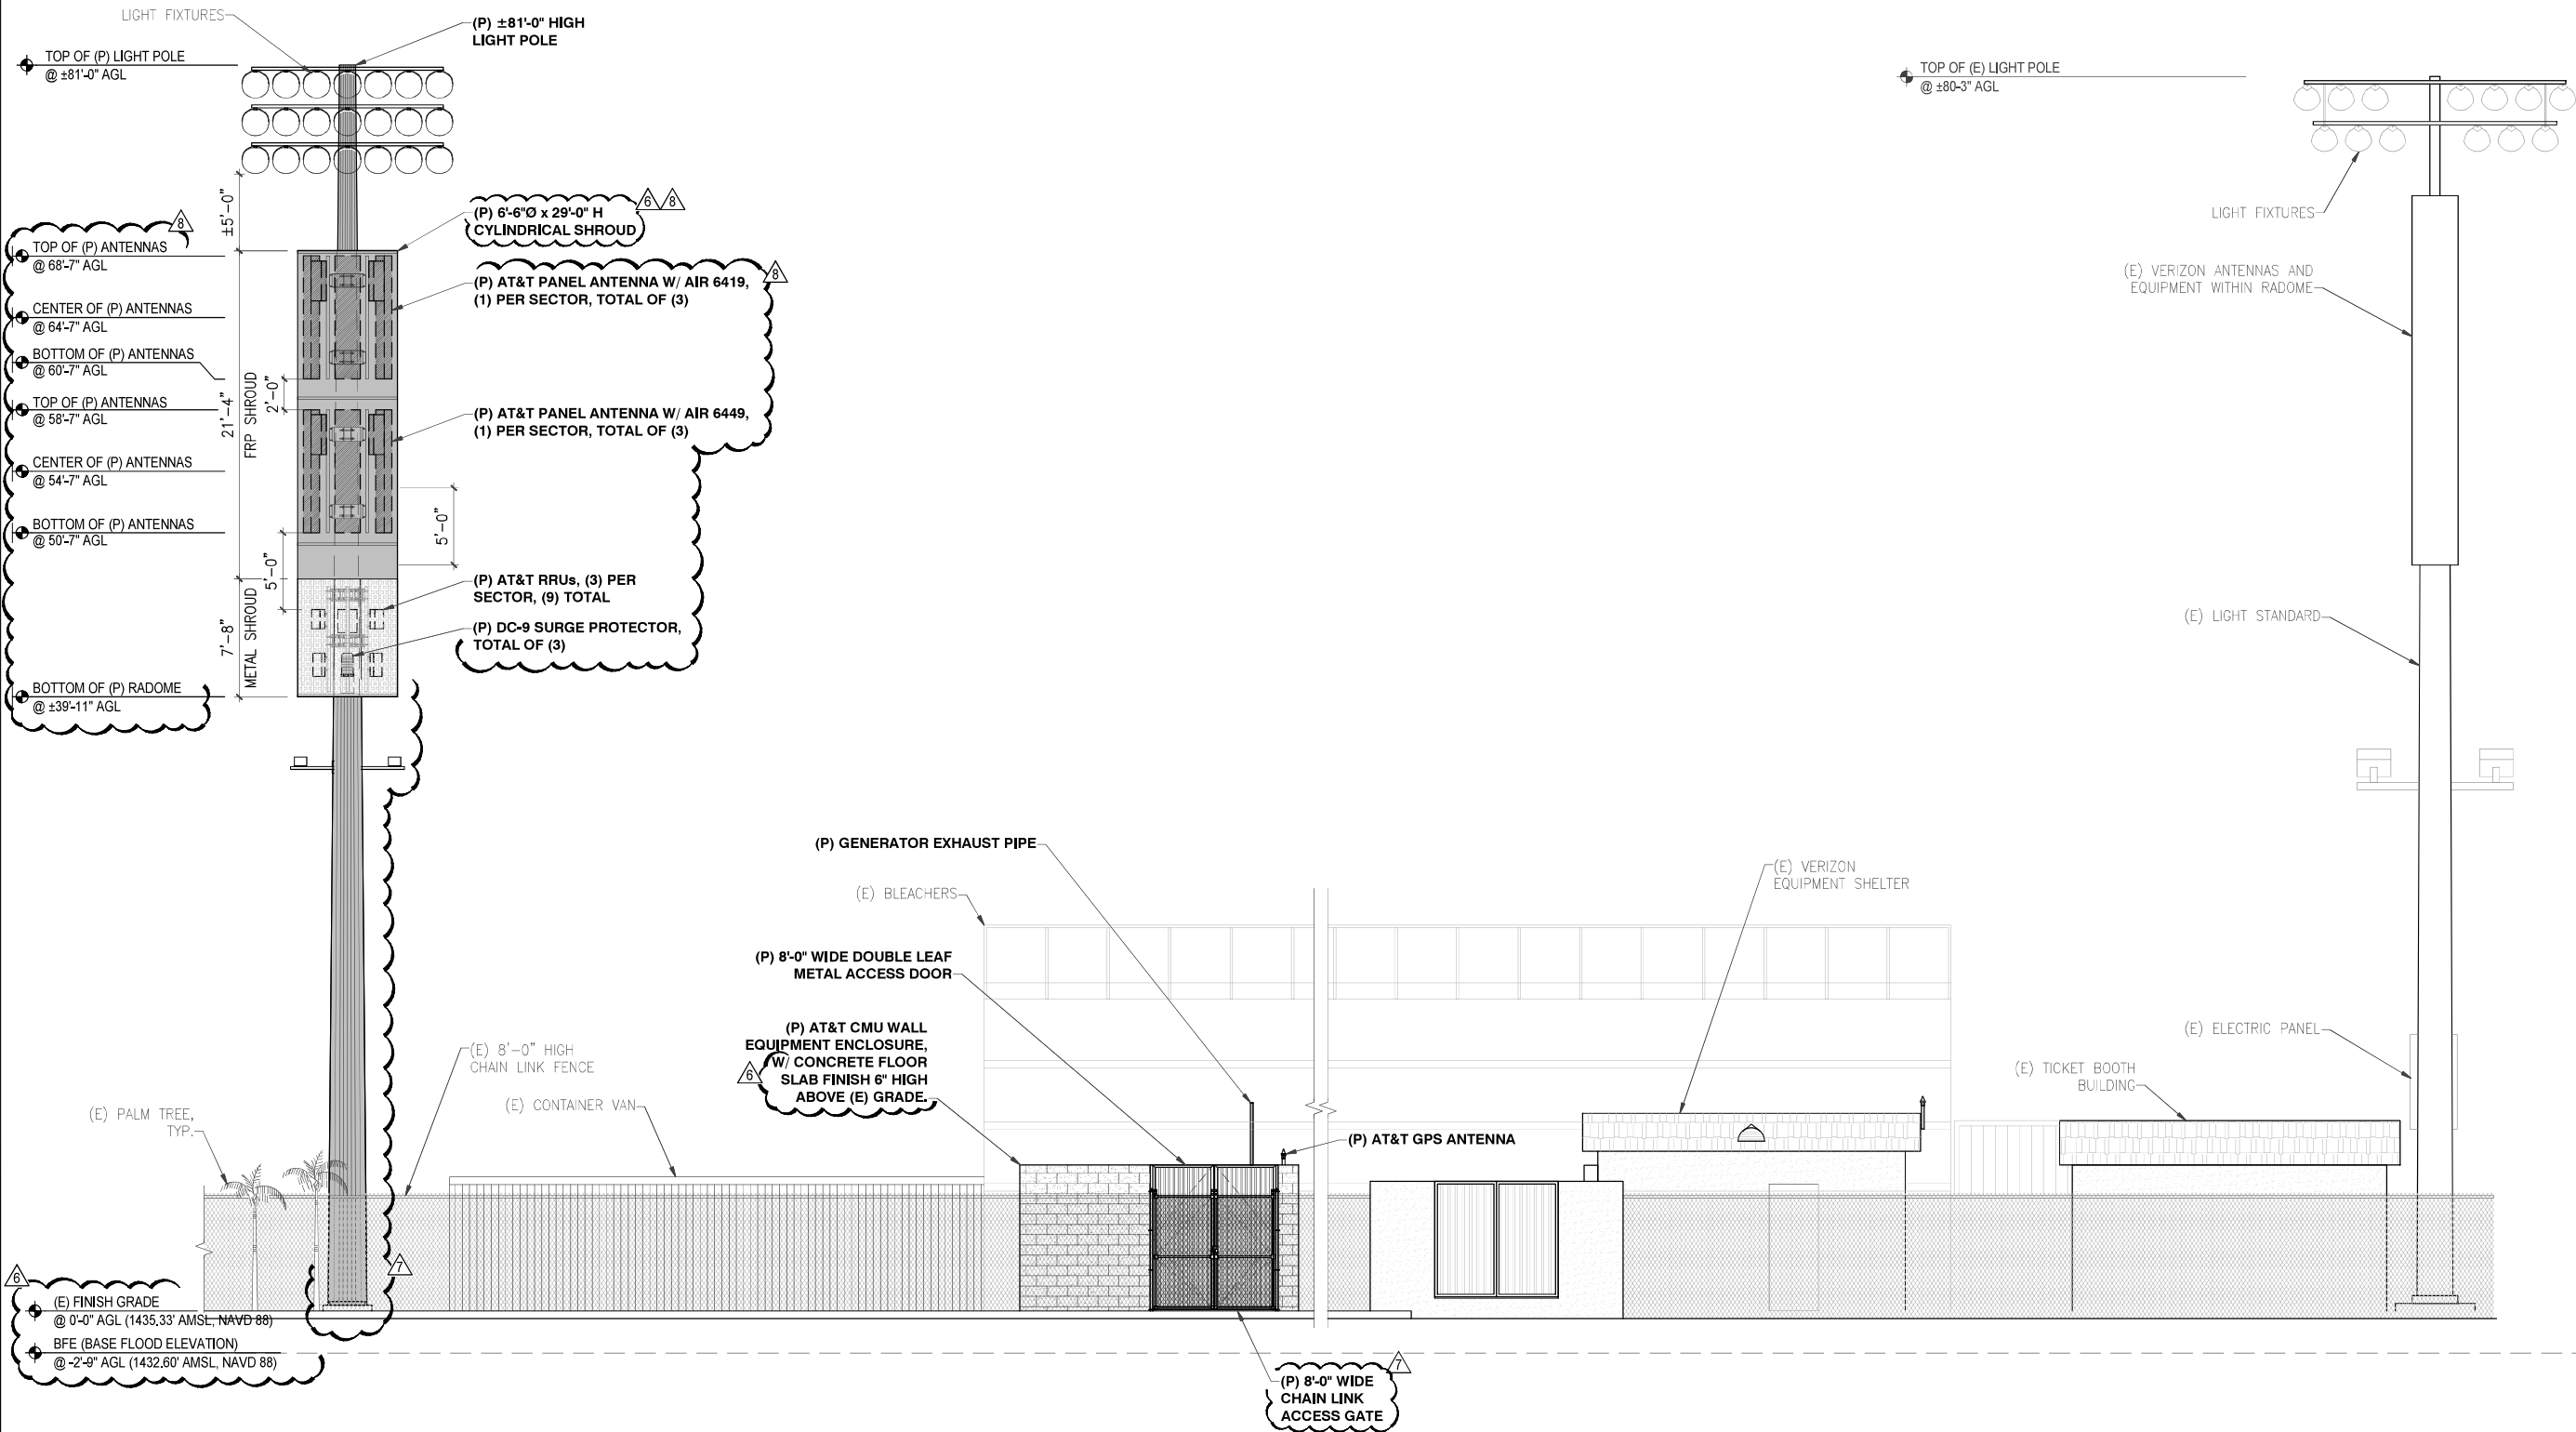 LIGHT FIXTURES
(P) ±81'-0" HIGH
LIGHT POLE
TOP OF (P) LIGHT POLE
@ ±81'-0" AGL
TOP OF (E) LIGHT POLE
@ ±80-3" AGL
±5'-0"
(P) 6'-6"Ø x 29'-0" H
CYLINDRICAL SHROUD
6
8
LIGHT FIXTURES
8
TOP OF (P) ANTENNAS
@ 68'-7" AGL
CENTER OF (P) ANTENNAS
@ 64'-7" AGL
BOTTOM OF (P) ANTENNAS
@ 60'-7" AGL
TOP OF (P) ANTENNAS
@ 58'-7" AGL
CENTER OF (P) ANTENNAS
@ 54'-7" AGL
BOTTOM OF (P) ANTENNAS
@ 50'-7" AGL
BOTTOM OF (P) RADOME
@ ±39'-11" AGL
21'-4"
FRP SHROUD
2'-0"
5'-0"
5'-0"
7'-8"
METAL SHROUD
8
(P) AT&T PANEL ANTENNA W/ AIR 6419,
(1) PER SECTOR, TOTAL OF (3)
(P) AT&T PANEL ANTENNA W/ AIR 6449,
(1) PER SECTOR, TOTAL OF (3)
(P) AT&T RRUs, (3) PER
SECTOR, (9) TOTAL
(P) DC-9 SURGE PROTECTOR,
TOTAL OF (3)
(E) VERIZON ANTENNAS AND
EQUIPMENT WITHIN RADOME
(E) LIGHT STANDARD
(P) GENERATOR EXHAUST PIPE
(E) BLEACHERS
(E) VERIZON
EQUIPMENT SHELTER
(P) 8'-0" WIDE DOUBLE LEAF
METAL ACCESS DOOR
(P) AT&T CMU WALL
EQUIPMENT ENCLOSURE,
W/ CONCRETE FLOOR
SLAB FINISH 6" HIGH
ABOVE (E) GRADE.
6
(E) 8'-0" HIGH
CHAIN LINK FENCE
(E) CONTAINER VAN
(E) PALM TREE,
TYP.
(P) AT&T GPS ANTENNA
(E) ELECTRIC PANEL
(E) TICKET BOOTH
BUILDING
6
(E) FINISH GRADE
@ 0'-0" AGL (1435.33' AMSL, NAVD 88)
BFE (BASE FLOOD ELEVATION)
@ -2'-9" AGL (1432.60' AMSL, NAVD 88)
7
7
(P) 8'-0" WIDE
CHAIN LINK
ACCESS GATE